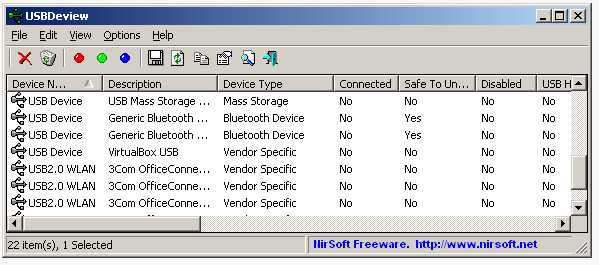 USBDeview
File Edit View Options Help
Device N... Description Device Type Connected Safe To Un... Disabled USB H
USB Device USB Mass Storage ... Mass Storage No No No No
USB Device Generic Bluetooth ... Bluetooth Device No Yes No No
USB Device Generic Bluetooth ... Bluetooth Device No Yes No No
USB Device VirtualBox USB Vendor Specific No No No No
USB2.0 WLAN 3Com OfficeConne... Vendor Specific No No No No
USB2.0 WLAN 3Com OfficeConne... Vendor Specific No No No No
USB2.0 WLAN 3Com OfficeConne... Vendor Specific No No No No
22 item(s), 1 Selected NirSoft Freeware. http://www.nirsoft.net